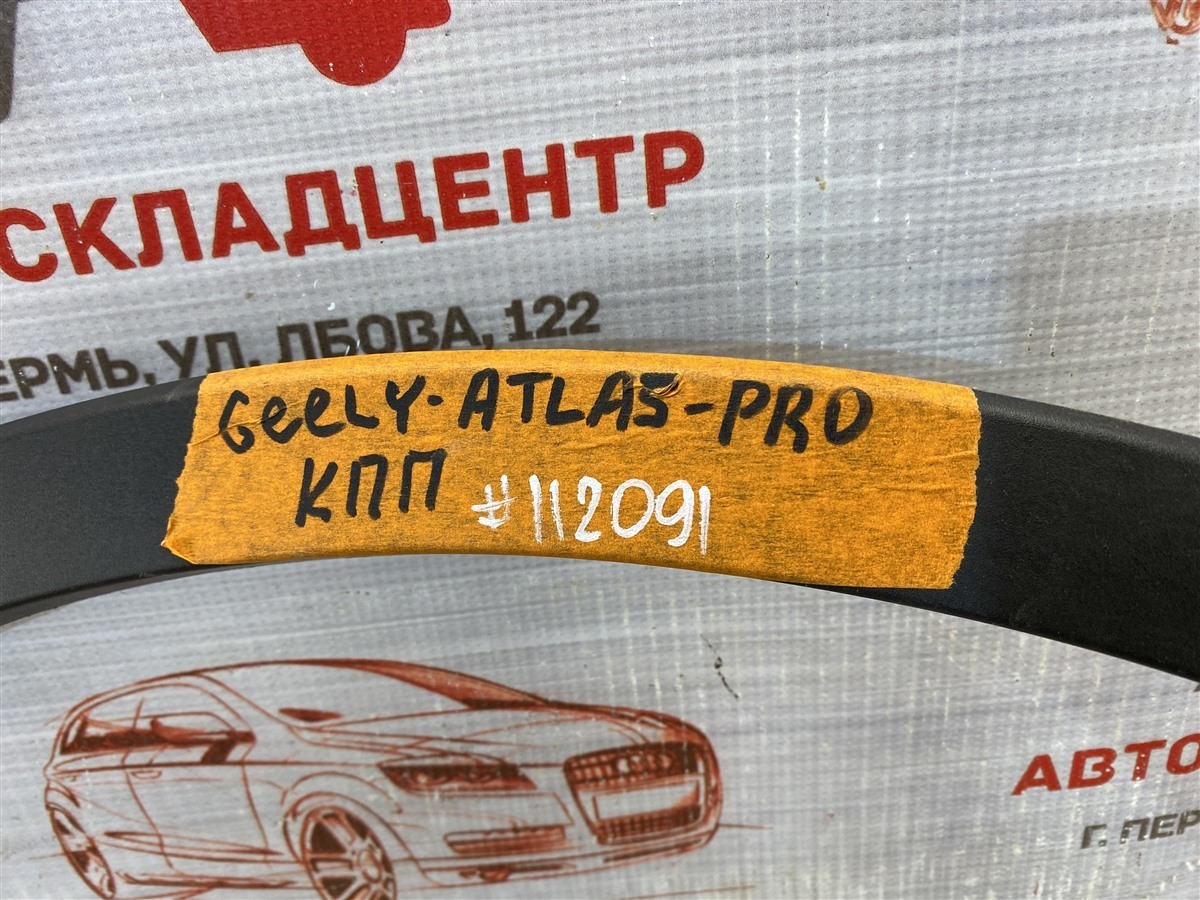 СКЛАДЦЕНТР
ЕРМЬ, УЛ. ЛБОВА, 122
GeeLY-ATLAS-PRO
КПП #112091
АВТО
Г. ПЕР